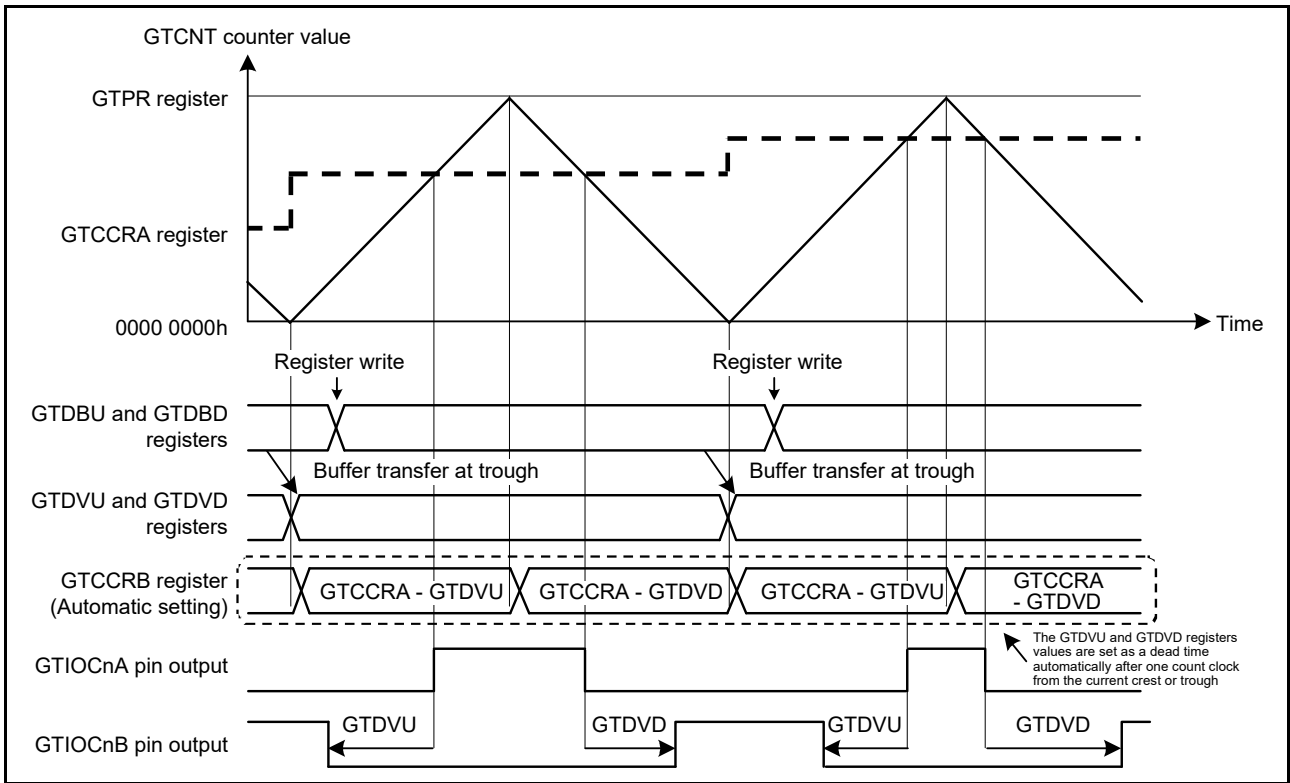 GTCNT counter value
GTPR register
GTCCRA register
0000 0000h
Time
Register write
Register write
GTDBU and GTDBD
registers
Buffer transfer at trough
Buffer transfer at trough
GTDVU and GTDVD
registers
GTCCRB register
(Automatic setting)
GTCCRA - GTDVU
GTCCRA - GTDVD
GTCCRA - GTDVU
GTCCRA
- GTDVD
The GTDVU and GTDVD registers
values are set as a dead time
automatically after one count clock
from the current crest or trough
GTIOCnA pin output
GTIOCnB pin output
GTDVU
GTDVD
GTDVU
GTDVD